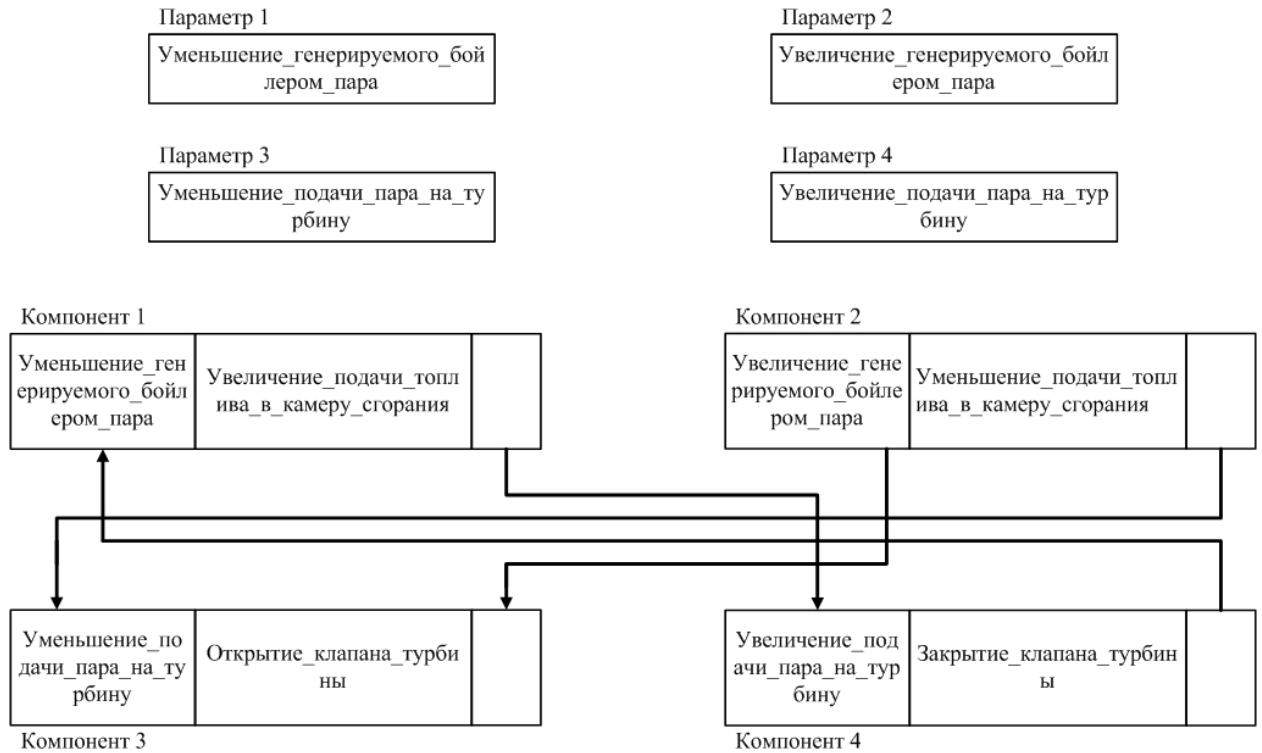 Параметр 1
Параметр 2
Уменьшение_генерируемого_бой
лером_пара
Увеличение_генерируемого_бойл
ером_пара
Параметр 3
Параметр 4
Уменьшение_подачи_пара_на_ту
рбину
Увеличение_подачи_пара_на_тур
бину
Компонент 1
Компонент 2
Уменьшение_ген
ерируемого_бойл
ером_пара
Увеличение_подачи_топл
ива_в_камеру_сгорания
Увеличение_гене
рируемого_бойле
ром_пара
Уменьшение_подачи_топл
ива_в_камеру_сгорания
Уменьшение_по
дачи_пара_на_ту
рбину
Открытие_клапана_турби
ны
Увеличение_под
ачи_пара_на_тур
бину
Закрытие_клапана_турбин
ы
Компонент 3
Компонент 4